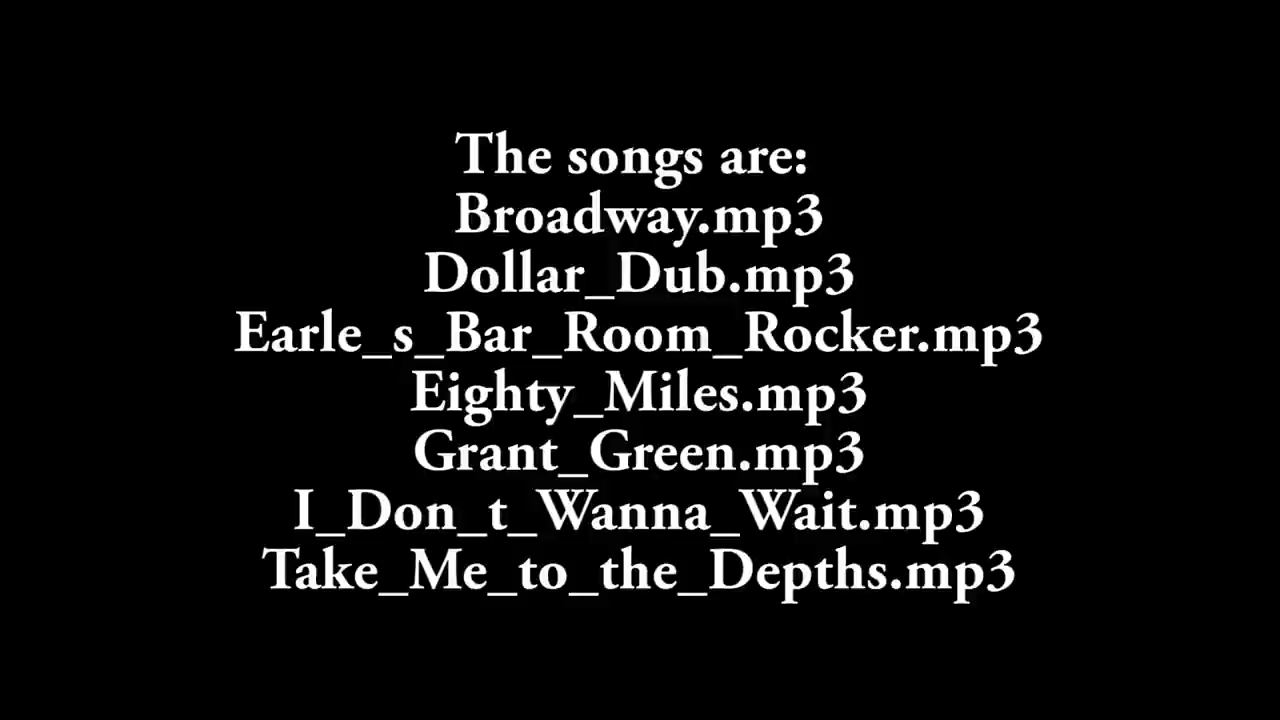 The songs are:
Broadway.mp3
Dollar_Dub.mp3
Earle_s_Bar_Room_Rocker.mp3
Eighty_Miles.mp3
Grant_Green.mp3
I_Don_t_Wanna_Wait.mp3
Take_Me_to_the_Depths.mp3